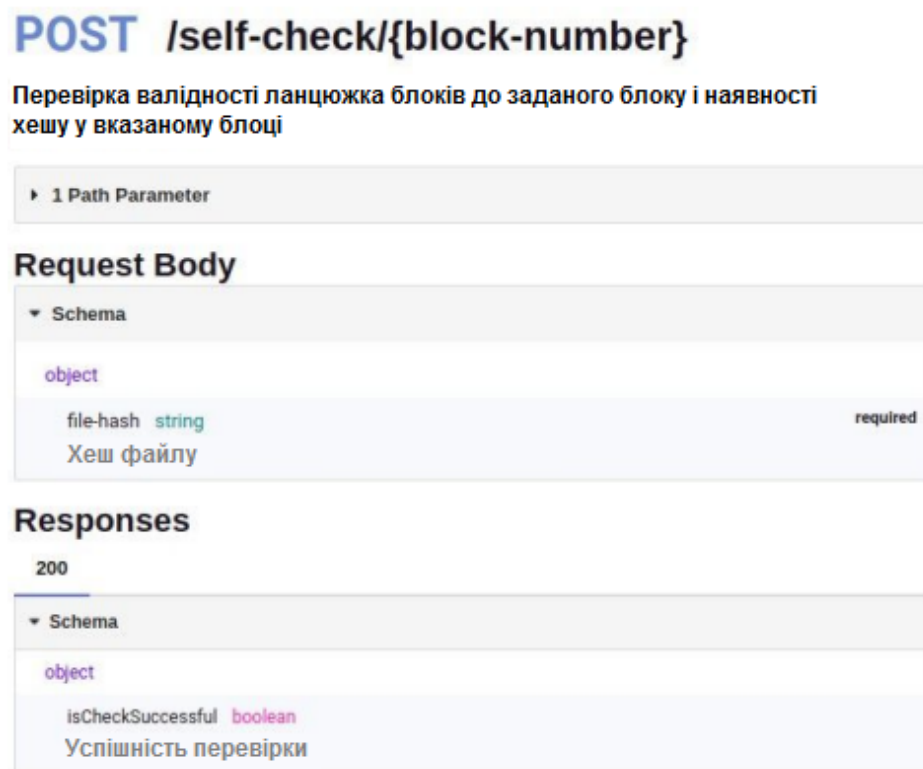 POST /self-check/{block-number}
Перевірка валідності ланцюжка блоків до заданого блоку і наявності
хешу у вказаному блоці
1 Path Parameter
Request Body
Schema
object
file-hash string required
Хеш файлу
Responses
200
Schema
object
isCheckSuccessful boolean
Успішність перевірки